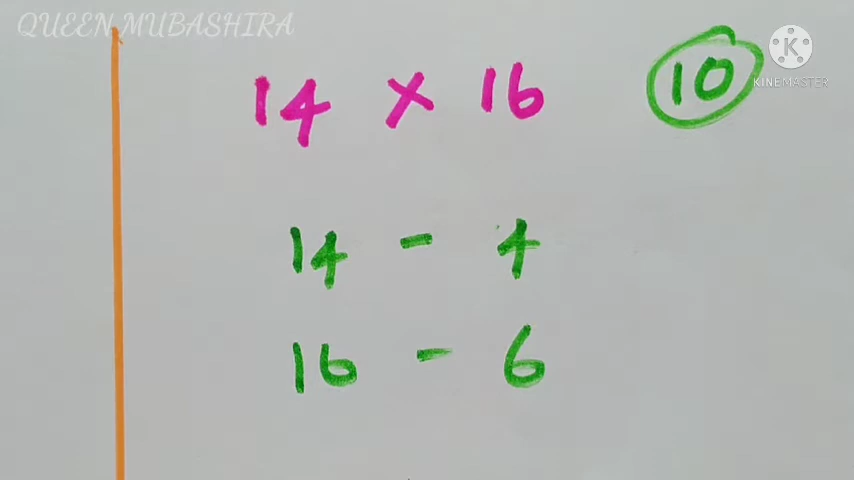 QUEEN MUBASHIRA
14 × 16
10
K
KINEMASTER
14 - 4
16 - 6